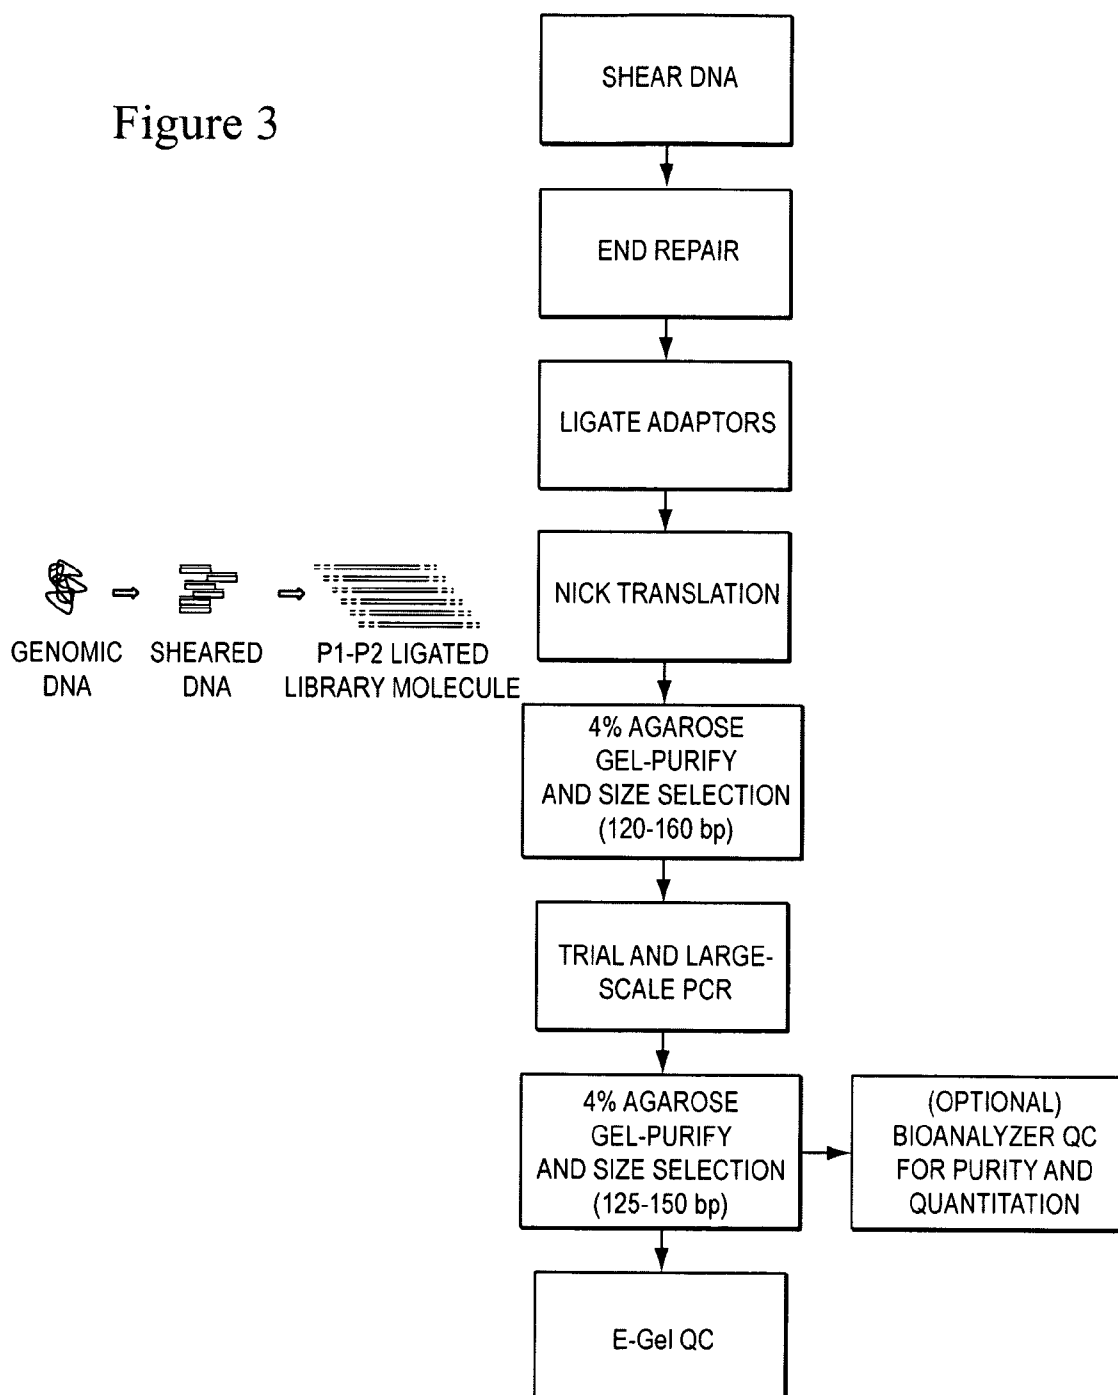 Figure 3
SHEAR DNA
END REPAIR
LIGATE ADAPTORS
NICK TRANSLATION
GENOMIC
DNA
SHEARED
DNA
P1-P2 LIGATED
LIBRARY MOLECULE
4% AGAROSE
GEL-PURIFY
AND SIZE SELECTION
(120-160 bp)
TRIAL AND LARGE-
SCALE PCR
4% AGAROSE
GEL-PURIFY
AND SIZE SELECTION
(125-150 bp)
(OPTIONAL)
BIOANALYZER QC
FOR PURITY AND
QUANTITATION
E-Gel QC